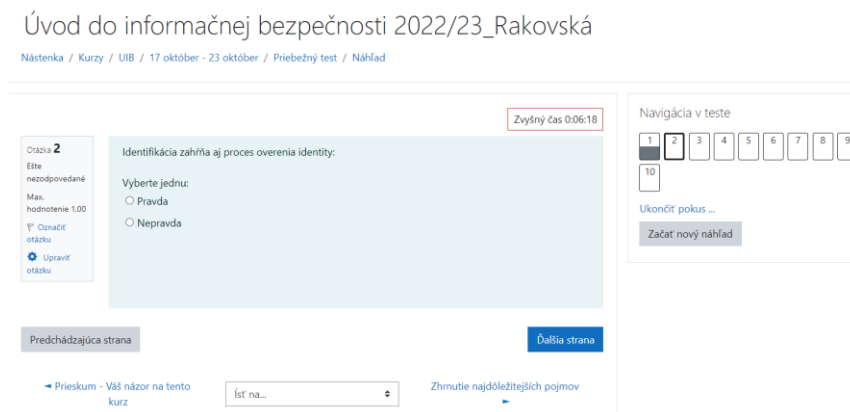 Úvod do informačnej bezpečnosti 2022/23_Rakovská
Nástenka / Kurzy / UIB / 17 október - 23 október / Priebežný test / Náhľad
Zvyšný čas 0:06:18
Otázka 2
Ešte
nezodpovedané
Max.
hodnotenie 1,00
Označiť
otázku
Upraviť
otázku
Identifikácia zahŕňa aj proces overenia identity:
Vyberte jednu:
Pravda
Nepravda
Predchádzajúca strana
Ďalšia strana
◄ Prieskum - Váš názor na tento
kurz
Ísť na...
Zhrnutie najdôležitejších pojmov
►
Navigácia v teste
1 2 3 4 5 6 7 8 9
10
Ukončiť pokus ...
Začať nový náhľad